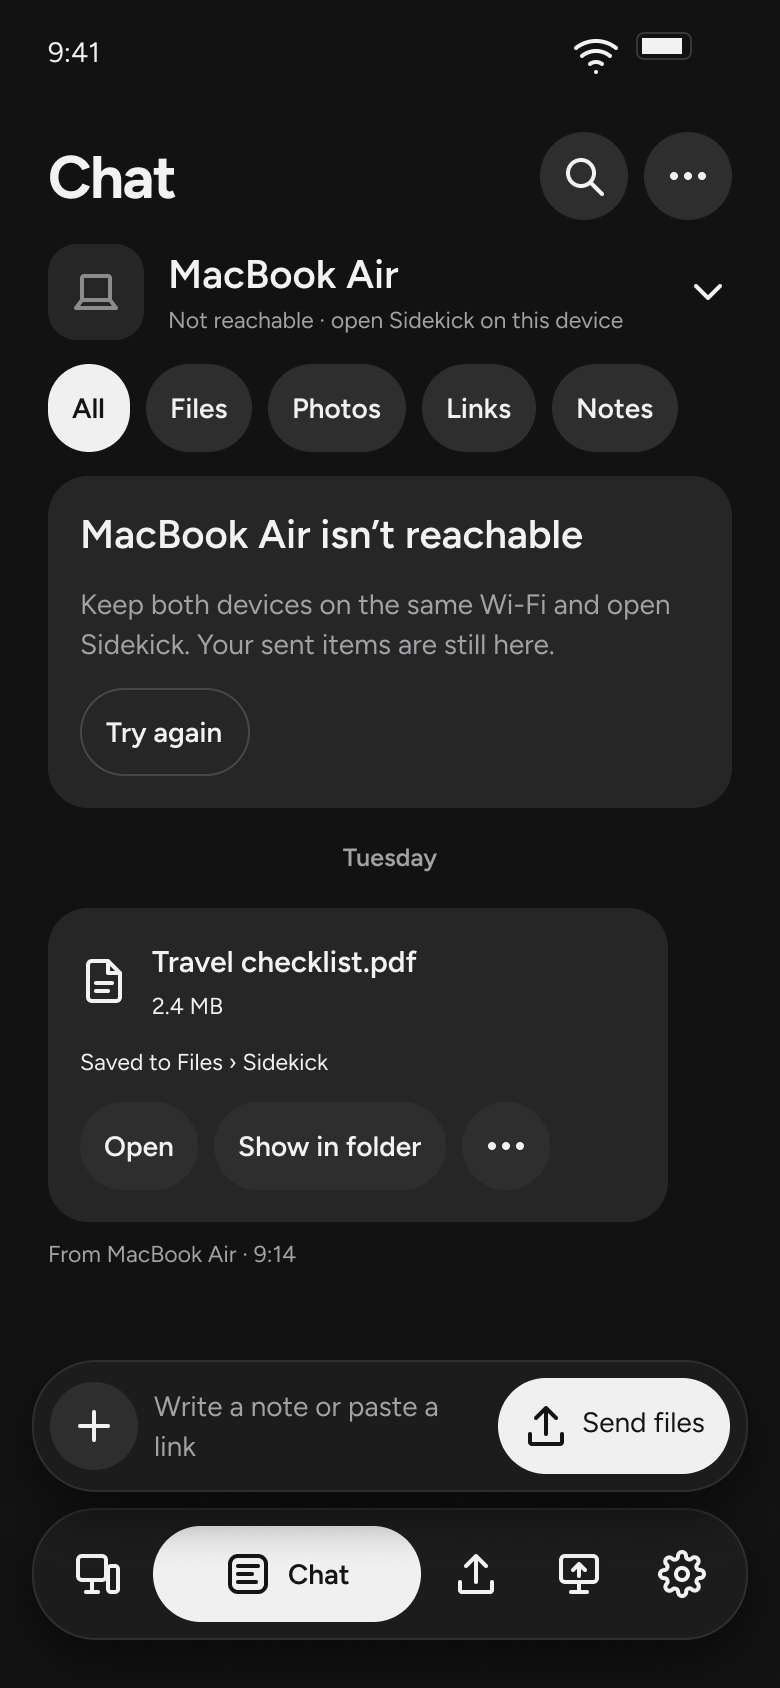 9:41
Chat
MacBook Air
Not reachable · open Sidekick on this device
All
Files
Photos
Links
Notes
MacBook Air isn’t reachable
Keep both devices on the same Wi-Fi and open
Sidekick. Your sent items are still here.
Try again
Tuesday
Travel checklist.pdf
2.4 MB
Saved to Files › Sidekick
Open
Show in folder
From MacBook Air · 9:14
Write a note or paste a
link
Send files
Chat